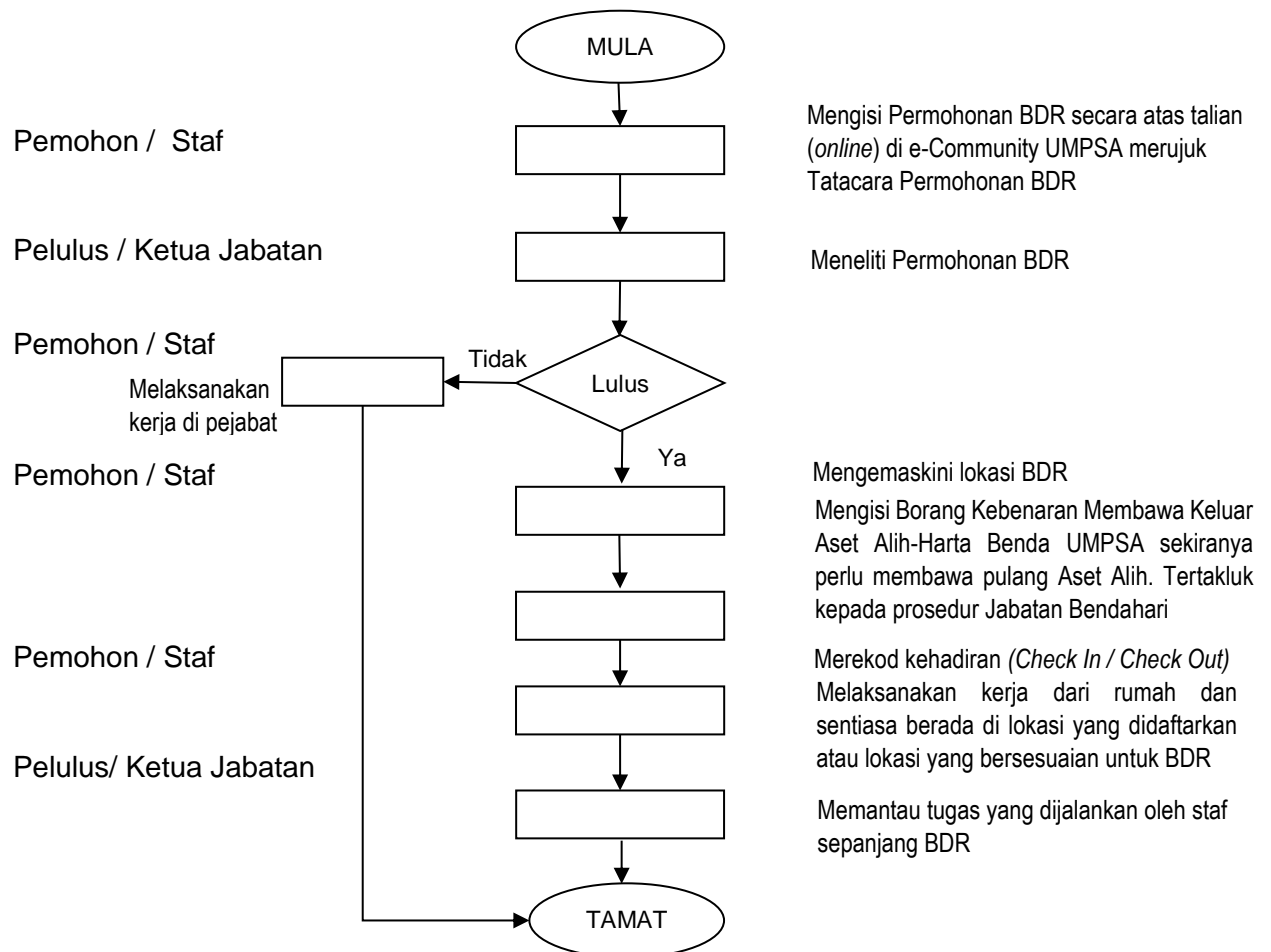 MULA
Pemohon / Staf
Mengisi Permohonan BDR secara atas talian
(online) di e-Community UMPSA merujuk
Tatacara Permohonan BDR
Pelulus / Ketua Jabatan
Meneliti Permohonan BDR
Pemohon / Staf
Tidak
Lulus
Melaksanakan
kerja di pejabat
Ya
Pemohon / Staf
Mengemaskini lokasi BDR
Mengisi Borang Kebenaran Membawa Keluar
Aset Alih-Harta Benda UMPSA sekiranya
perlu membawa pulang Aset Alih. Tertakluk
kepada prosedur Jabatan Bendahari
Pemohon / Staf
Merekod kehadiran (Check In / Check Out)
Melaksanakan kerja dari rumah dan
sentiasa berada di lokasi yang didaftarkan
atau lokasi yang bersesuaian untuk BDR
Pelulus/ Ketua Jabatan
Memantau tugas yang dijalankan oleh staf
sepanjang BDR
TAMAT